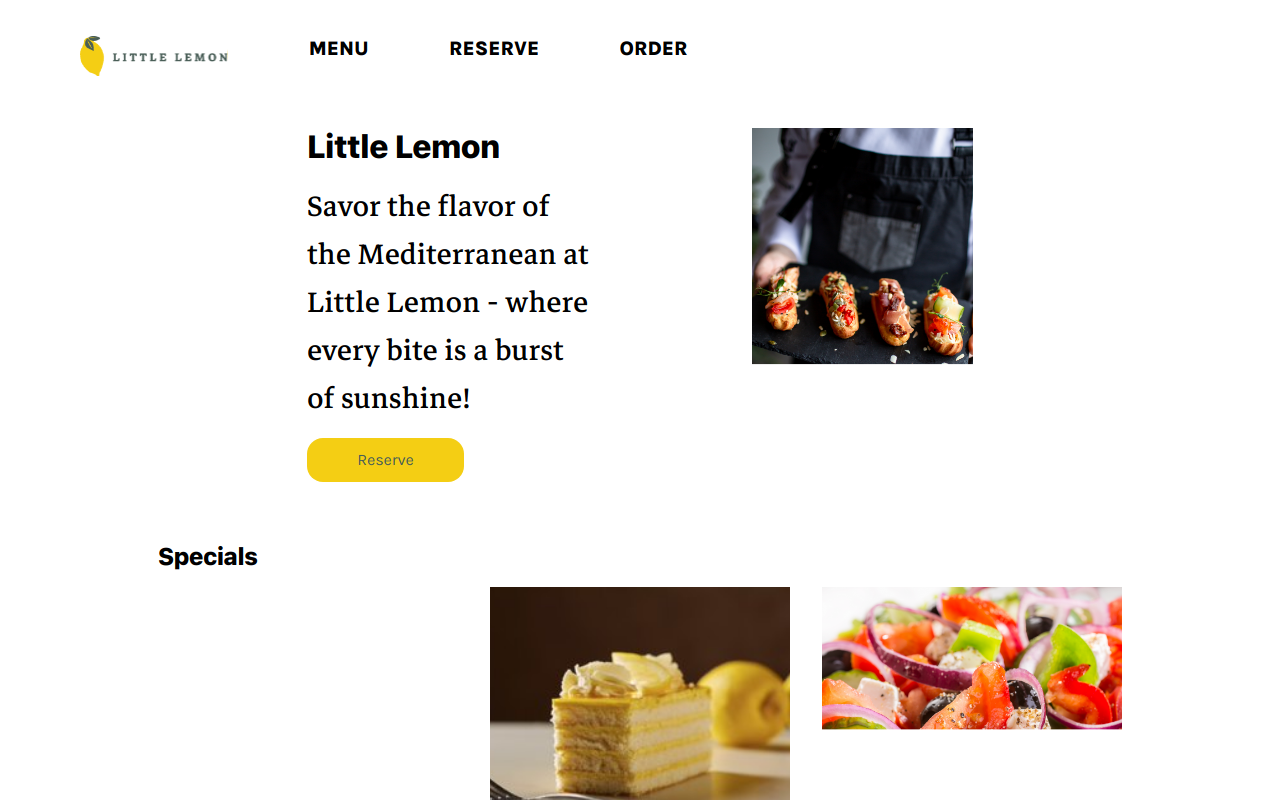 LITTLE LEMON
MENU
RESERVE
ORDER
Little Lemon
Savor the flavor of
the Mediterranean at
Little Lemon - where
every bite is a burst
of sunshine!
Reserve
Specials